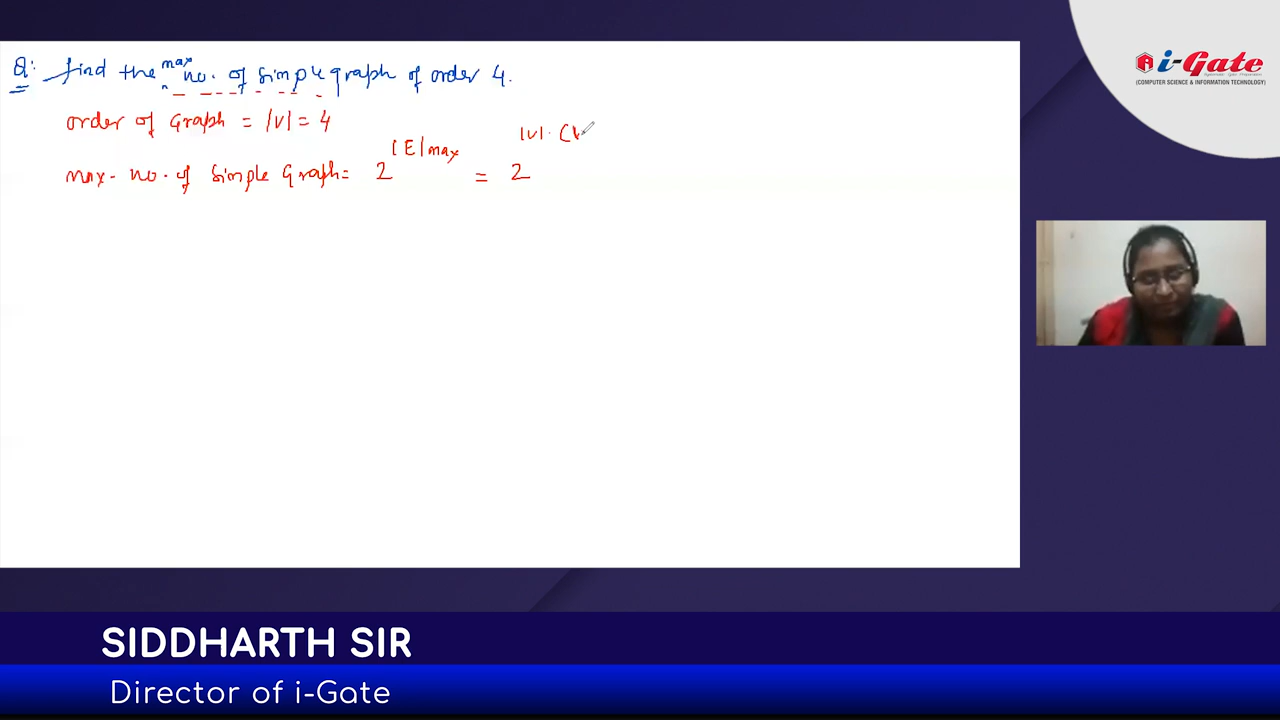 Q: find the max no. of simple graph of order 4.
order of Graph = |V| = 4
max. no. of simple Graph = 2^|E|max = 2^|V|. (V
i-Gate
(COMPUTER SCIENCE & INFORMATION TECHNOLOGY)
SIDDHARTH SIR
Director of i-Gate